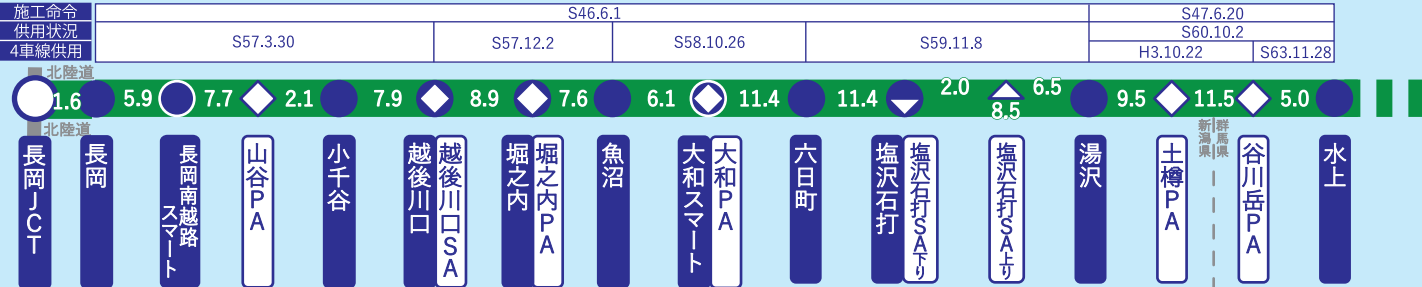 施工命令
S46.6.1
S47.6.20
供用状況
S57.3.30
S57.12.2
S58.10.26
S59.11.8
S60.10.2
4車線供用
H3.10.22
S63.11.28
北陸道
1.6
5.9
7.7
2.1
7.9
8.9
7.6
6.1
11.4
11.4
2.0
8.5
6.5
9.5
11.5
5.0
北陸道
新潟県
群馬県
長岡JCT
長岡
長岡南越路
スマート
山谷PA
小千谷
越後川口
越後川口SA
堀之内
堀之内PA
魚沼
大和スマート
大和PA
六日町
塩沢石打
塩沢石打SA下り
塩沢石打SA上り
湯沢
土樽PA
谷川岳PA
水上